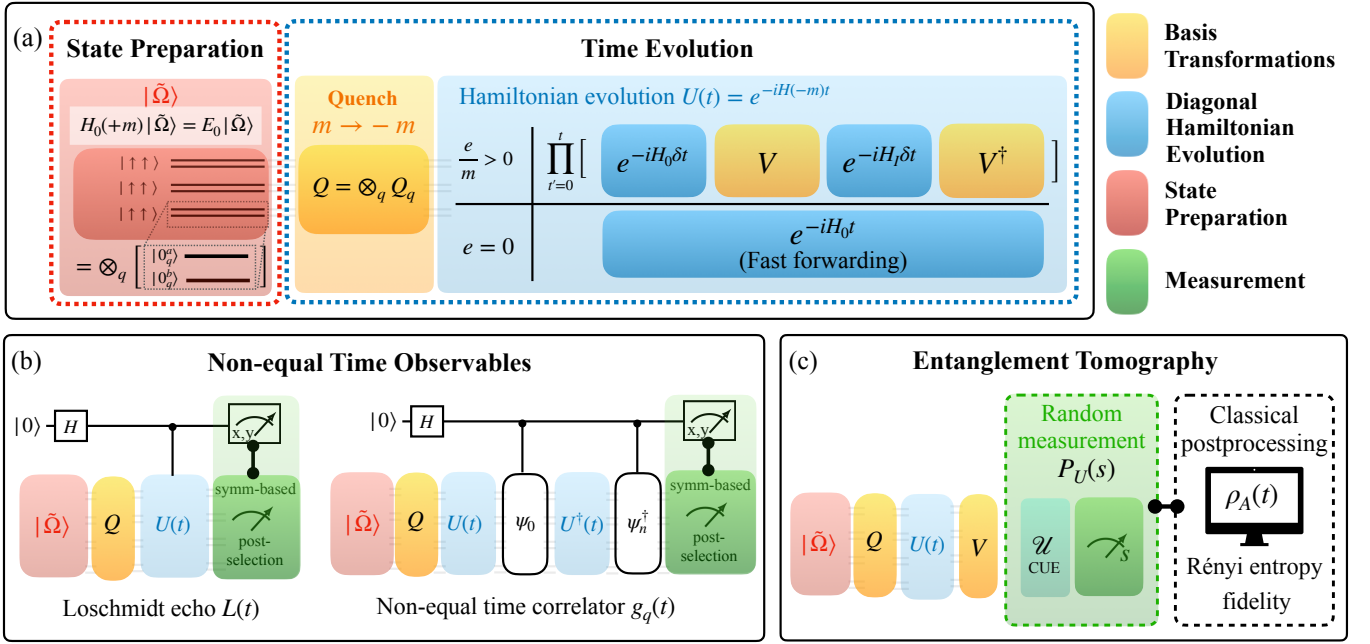 (a)
State Preparation
|Ω̃⟩
H₀(+m)|Ω̃⟩ = E₀|Ω̃⟩
|↑↑⟩
|↑↑⟩
|↑↑⟩
= ⊗_q [ |0_q^a⟩
|0_q^b⟩ ]
Time Evolution
Quench
m → − m
Q = ⊗_q Q_q
Hamiltonian evolution U(t) = e^{−iH(−m)t}
e/m > 0
∏_{t′=0}^{t} [ e^{−iH₀δt} V e^{−iH_Iδt} V† ]
e = 0
e^{−iH₀t}
(Fast forwarding)
Basis
Transformations
Diagonal
Hamiltonian
Evolution
State
Preparation
Measurement
(b)
Non-equal Time Observables
|0⟩ H x,y
|Ω̃⟩ Q U(t)
symm-based
post-
selection
Loschmidt echo L(t)
|0⟩ H x,y
|Ω̃⟩ Q U(t) ψ₀ U†(t) ψ_n†
symm-based
post-
selection
Non-equal time correlator g_q(t)
(c)
Entanglement Tomography
Random
measurement
P_U(s)
|Ω̃⟩ Q U(t) V
𝒰
CUE
s
Classical
postprocessing
ρ_A(t)
Rényi entropy
fidelity